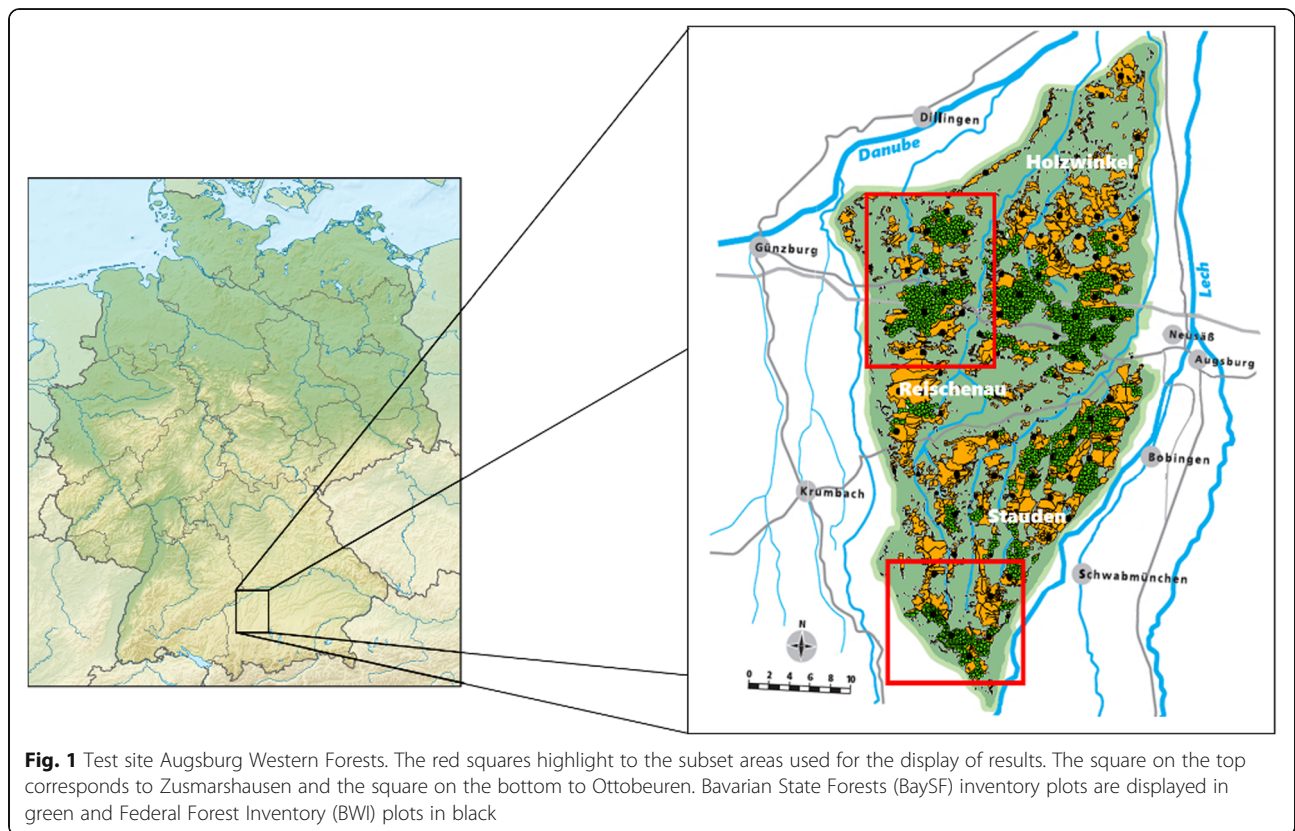 Dillingen
Danube
Holzwinkel
Günzburg
Lech
Neusäß
Augsburg
Reischenau
Bobingen
Krumbach
Stauden
Schwabmünchen
N
0 2 4 6 8 10
Fig. 1 Test site Augsburg Western Forests. The red squares highlight to the subset areas used for the display of results. The square on the top
corresponds to Zusmarshausen and the square on the bottom to Ottobeuren. Bavarian State Forests (BaySF) inventory plots are displayed in
green and Federal Forest Inventory (BWI) plots in black